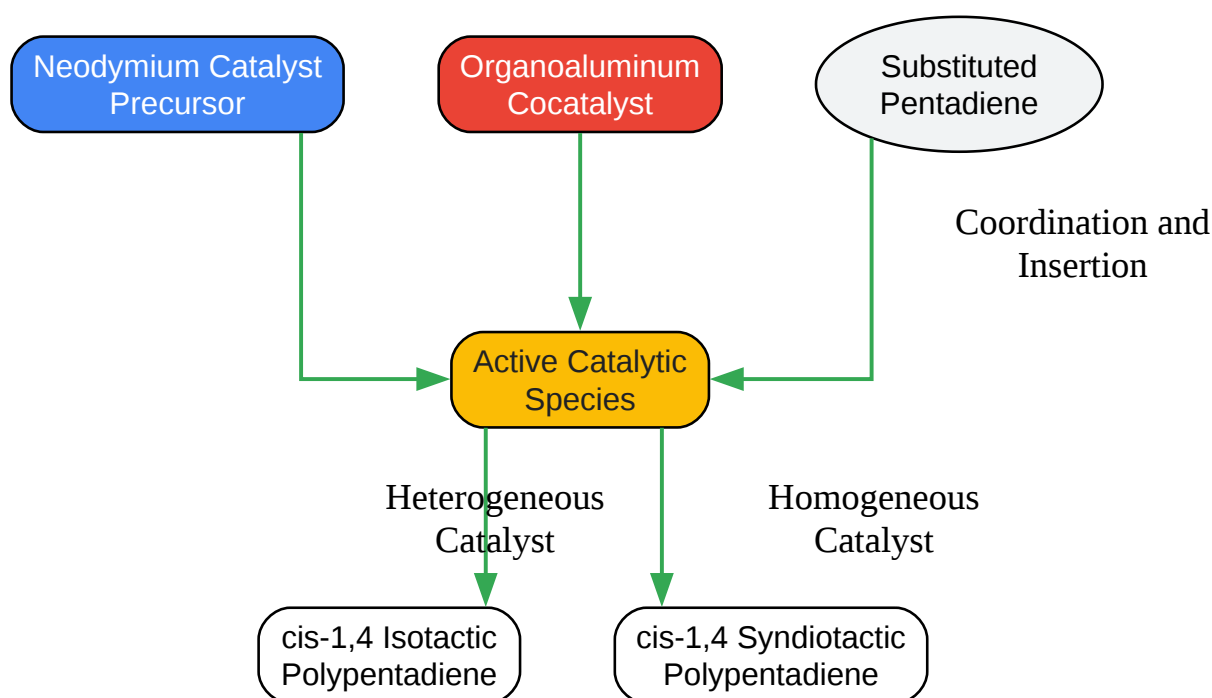 Neodymium Catalyst
Precursor
Organoaluminum
Cocatalyst
Substituted
Pentadiene
Coordination and
Insertion
Active Catalytic
Species
Heterogeneous
Catalyst
Homogeneous
Catalyst
cis-1,4 Isotactic
Polypentadiene
cis-1,4 Syndiotactic
Polypentadiene